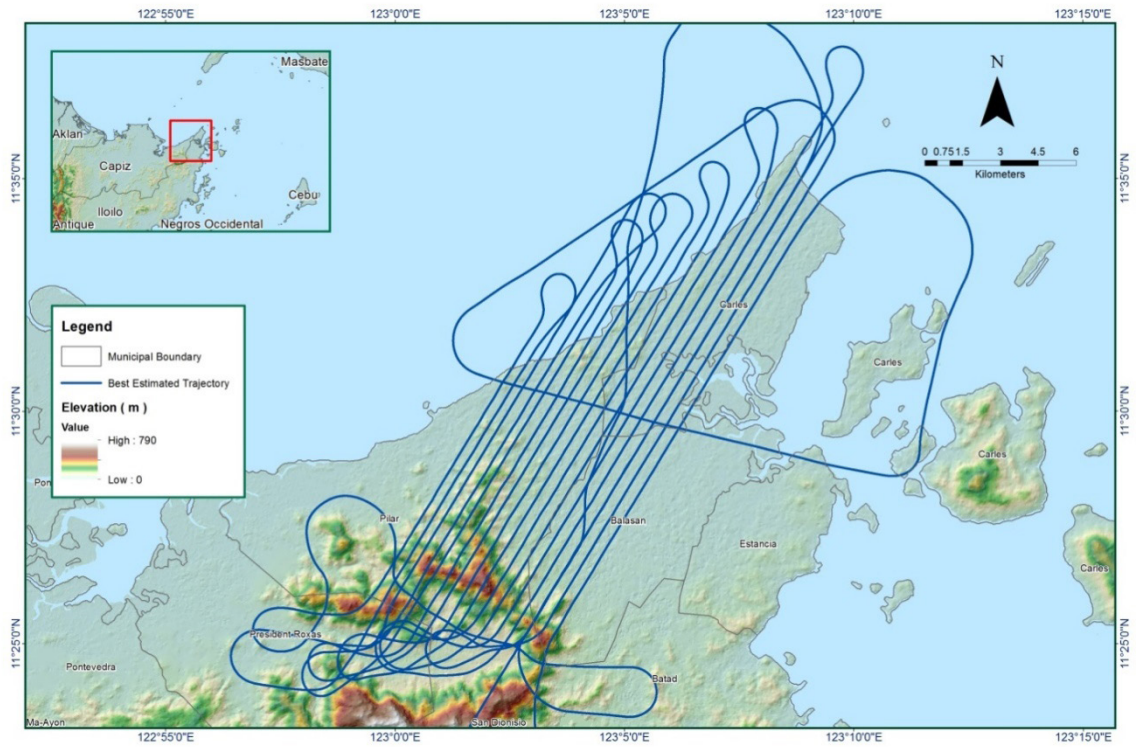 122°55'0"E 123°0'0"E 123°5'0"E 123°10'0"E 123°15'0"E
Masbate
Aklan
Capiz
Iloilo
Cebu
Antique
Negros Occidental
N
0 0.75 1.5 3 4.5 6
Kilometers
11°35'0"N 11°35'0"N
Carles
Carles
Legend
Municipal Boundary
Best Estimated Trajectory
Elevation ( m )
Value
High : 790
Low : 0
11°30'0"N 11°30'0"N
Carles
Pon
Pilar
Balasan
Estancia
Carles
President Roxas
11°25'0"N 11°25'0"N
Pontevedra
Batad
Ma-Ayon
San Dionisio
122°55'0"E 123°0'0"E 123°5'0"E 123°10'0"E 123°15'0"E